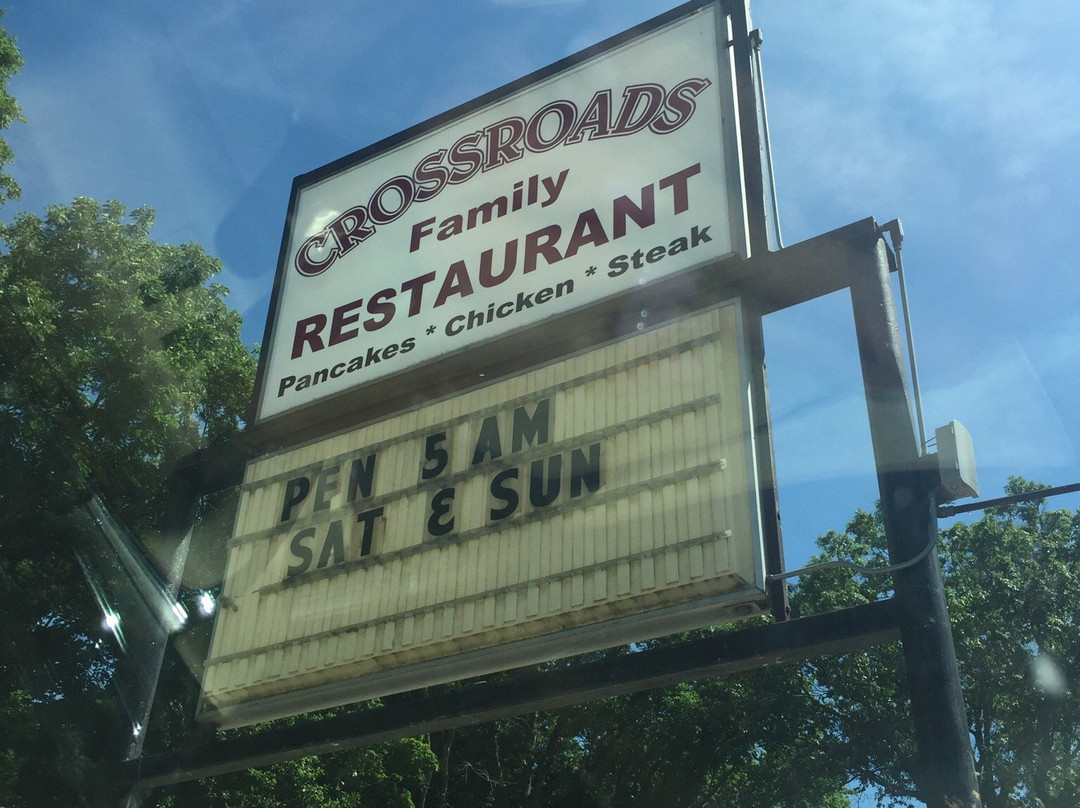 CROSSROADS
Family
RESTAURANT
Pancakes * Chicken * Steak
PEN 5 AM
SAT & SUN